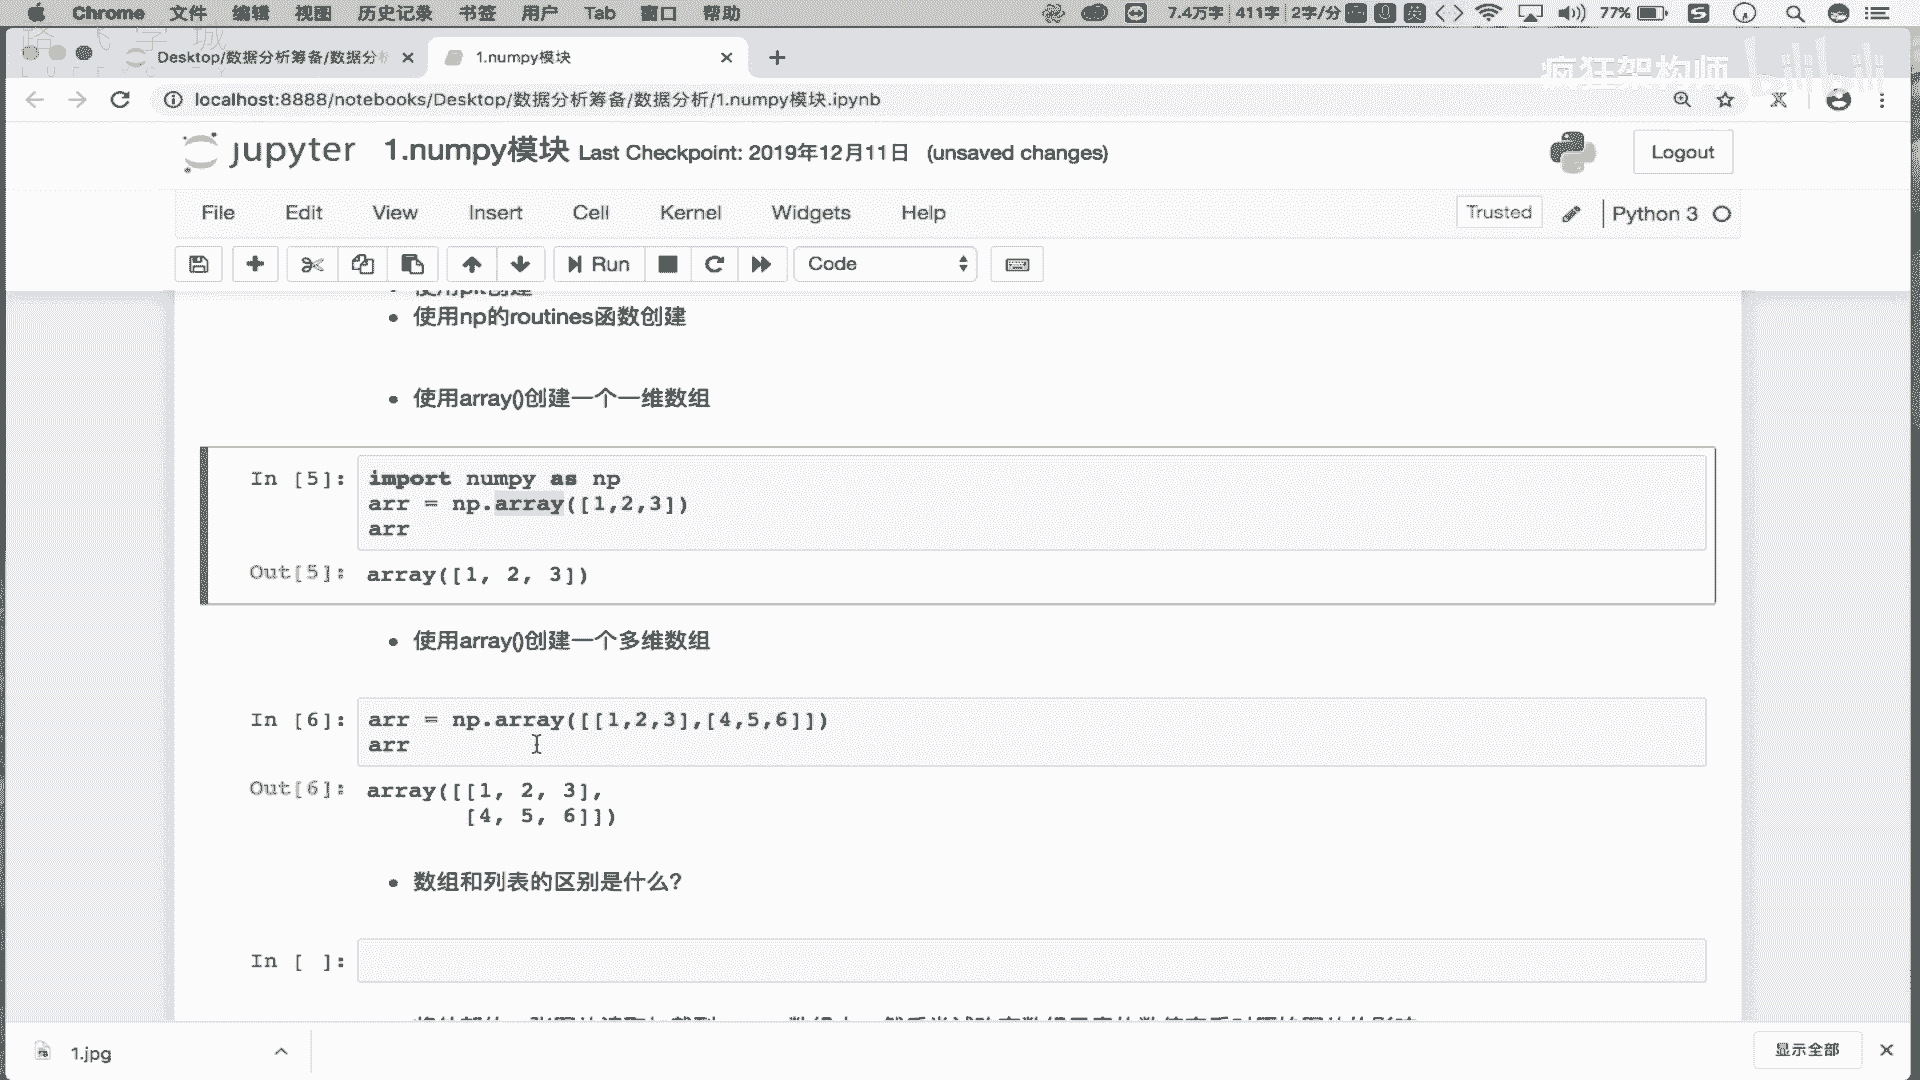 Chrome 文件 编辑 视图 历史记录 书签 用户 Tab 窗口 帮助 7.4万字 411字 2字/分 英 77%
Desktop/数据分析筹备/数据分析 1.numpy模块
疯狂架构师 bilibili
localhost:8888/notebooks/Desktop/数据分析筹备/数据分析/1.numpy模块.ipynb
jupyter 1.numpy模块 Last Checkpoint: 2019年12月11日 (unsaved changes) Logout
File Edit View Insert Cell Kernel Widgets Help Trusted Python 3
Run Code
使用np的routines函数创建
使用array()创建一个一维数组
In [5]: import numpy as np
arr = np.array([1,2,3])
arr
Out[5]: array([1, 2, 3])
使用array()创建一个多维数组
In [6]: arr = np.array([[1,2,3],[4,5,6]])
arr
Out[6]: array([[1, 2, 3],
[4, 5, 6]])
数组和列表的区别是什么?
In [ ]:
1.jpg 显示全部